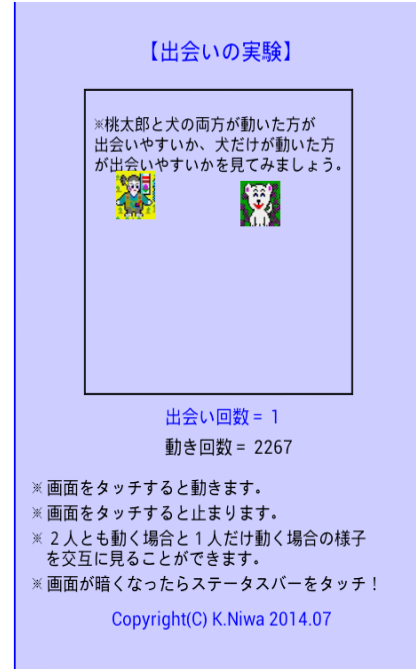 【出会いの実験】
※桃太郎と犬の両方が動いた方が
出会いやすいか、犬だけが動いた方
が出会いやすいかを見てみましょう。
出会い回数＝ 1
動き回数＝ 2267
※画面をタッチすると動きます。
※画面をタッチすると止まります。
※２人とも動く場合と１人だけ動く場合の様子
を交互に見ることができます。
※画面が暗くなったらステータスバーをタッチ！
Copyright(C) K.Niwa 2014.07